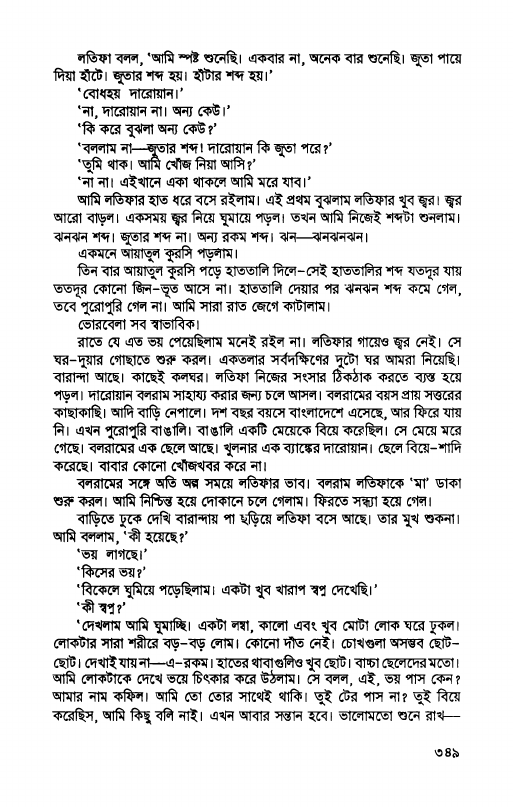 লতিফা বলল, ‘আমি স্পষ্ট শুনেছি। একবার না, অনেক বার শুনেছি। জুতা পায়ে
দিয়া হাঁটে। জুতার শব্দ হয়। হাঁটার শব্দ হয়।’
‘বোধহয় দারোয়ান।’
‘না, দারোয়ান না। অন্য কেউ।’
‘কি করে বুঝলা অন্য কেউ?’
‘বললাম না—জুতার শব্দ। দারোয়ান কি জুতা পরে?’
‘তুমি থাক। আমি খোঁজ নিয়া আসি?’
‘না না। এইখানে একা থাকলে আমি মরে যাব।’
আমি লতিফার হাত ধরে বসে রইলাম। এই প্রথম বুঝলাম লতিফার খুব জ্বর। জ্বর
আরো বাড়ল। একসময় জ্বর নিয়ে ঘুমায়ে পড়ল। তখন আমি নিজেই শব্দটা শুনলাম।
ঝনঝন শব্দ। জুতার শব্দ না। অন্য রকম শব্দ। ঝন—ঝনঝনঝন।
একমনে আয়াতুল কুরসি পড়লাম।
তিন বার আয়াতুল কুরসি পড়ে হাততালি দিলে–সেই হাততালির শব্দ যতদূর যায়
ততদূর কোনো জিন–ভূত আসে না। হাততালি দেয়ার পর ঝনঝন শব্দ কমে গেল,
তবে পুরোপুরি গেল না। আমি সারা রাত জেগে কাটালাম।
ভোরবেলা সব স্বাভাবিক।
রাতে যে এত ভয় পেয়েছিলাম মনেই রইল না। লতিফার গায়েও জ্বর নেই। সে
ঘর–দুয়ার গোছাতে শুরু করল। একতলার সর্বদক্ষিণের দুটো ঘর আমরা নিয়েছি।
বারান্দা আছে। কাছেই কলঘর। লতিফা নিজের সংসার ঠিকঠাক করতে ব্যস্ত হয়ে
পড়ল। দারোয়ান বলরাম সাহায্য করার জন্য চলে আসল। বলরামের বয়স প্রায় সত্তরের
কাছাকাছি। আদি বাড়ি নেপালে। দশ বছর বয়সে বাংলাদেশে এসেছে, আর ফিরে যায়
নি। এখন পুরোপুরি বাঙালি। বাঙালি একটি মেয়েকে বিয়ে করেছিল। সে মেয়ে মরে
গেছে। বলরামের এক ছেলে আছে। খুলনার এক ব্যাঙ্কের দারোয়ান। ছেলে বিয়ে–শাদি
করেছে। বাবার কোনো খোঁজখবর করে না।
বলরামের সঙ্গে অতি অল্প সময়ে লতিফার ভাব। বলরাম লতিফাকে ‘মা’ ডাকা
শুরু করল। আমি নিশ্চিন্ত হয়ে দোকানে চলে গেলাম। ফিরতে সন্ধ্যা হয়ে গেল।
বাড়িতে ঢুকে দেখি বারান্দায় পা ছড়িয়ে লতিফা বসে আছে। তার মুখ শুকনা।
আমি বললাম, ‘কী হয়েছে?’
‘ভয় লাগছে।’
‘কিসের ভয়?’
‘বিকেলে ঘুমিয়ে পড়েছিলাম। একটা খুব খারাপ স্বপ্ন দেখেছি।’
‘কী স্বপ্ন?’
‘দেখলাম আমি ঘুমাচ্ছি। একটা লম্বা, কালো এবং খুব মোটা লোক ঘরে ঢুকল।
লোকটার সারা শরীরে বড়–বড় লোম। কোনো দাঁত নেই। চোখগুলা অসম্ভব ছোট–
ছোট। দেখাই যায় না—এ–রকম। হাতের থাবাগুলিও খুব ছোট। বাচ্চা ছেলেদের মতো।
আমি লোকটাকে দেখে ভয়ে চিৎকার করে উঠলাম। সে বলল, এই, ভয় পাস কেন?
আমার নাম কফিল। আমি তো তোর সাথেই থাকি। তুই টের পাস না? তুই বিয়ে
করেছিস, আমি কিছু বলি নাই। এখন আবার সন্তান হবে। ভালোমতো শুনে রাখ—
৩৪৯